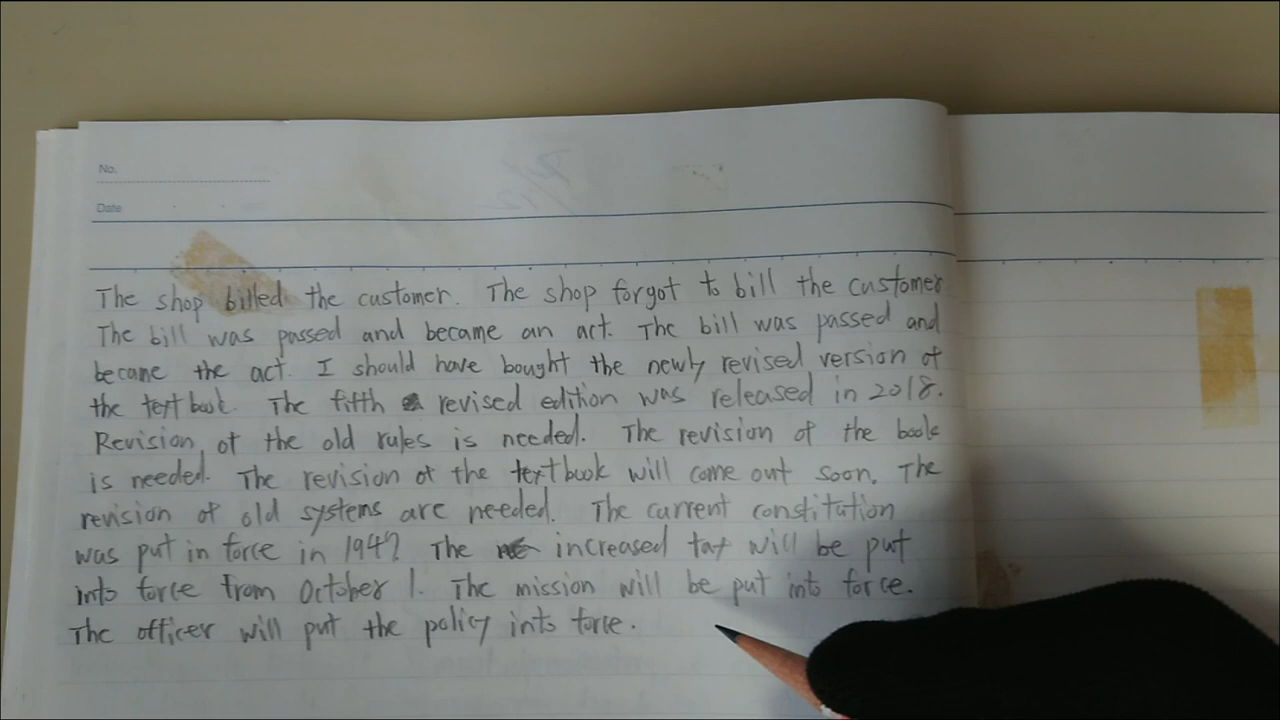 No.
Date
The shop billed the customer. The shop forgot to bill the customer
The bill was passed and became an act. The bill was passed and
became the act. I should have bought the newly revised version of
the textbook. The fifth revised edition was released in 2018.
Revision of the old rules is needed. The revision of the book
is needed. The revision of the textbook will come out soon. The
revision of old systems are needed. The current constitation
was put in force in 1947 The increased tax will be put
into force from October 1. The mission will be put into force.
The officer will put the policy into force.